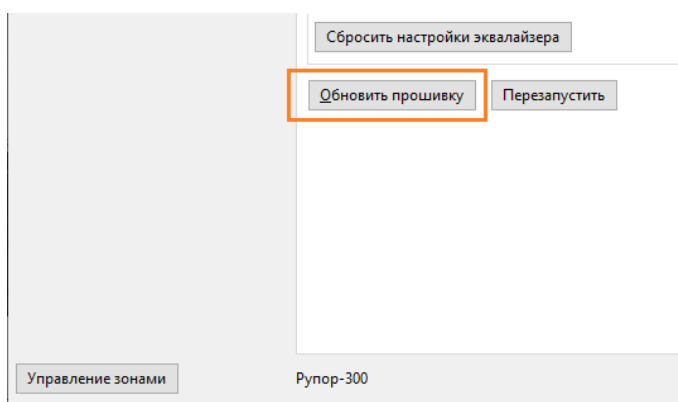 Сбросить настройки эквалайзера
Обновить прошивку Перезапустить
Управление зонами Рупор-300